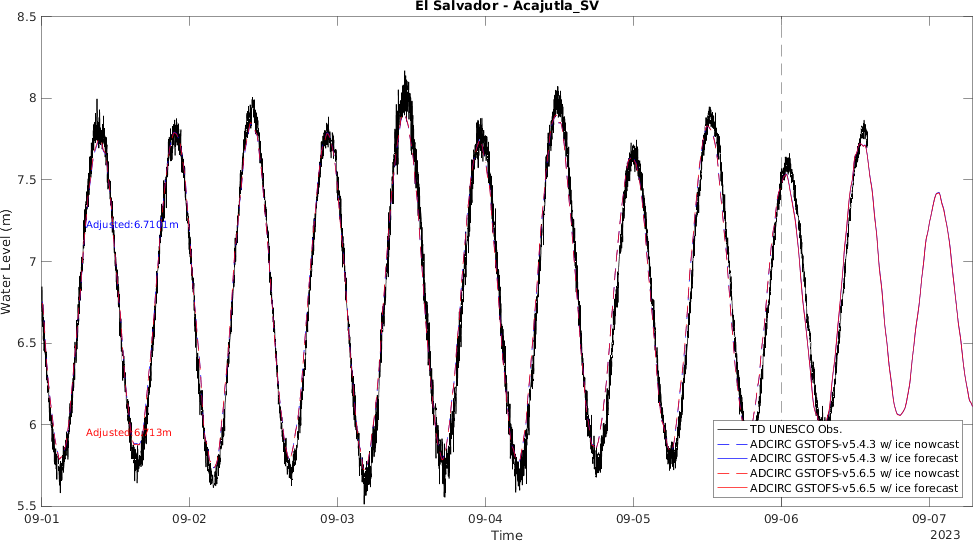 El Salvador - Acajutla_SV
8.5
8
7.5
7
6.5
6
5.5
Water Level (m)
Adjusted:6.7101m
Adjusted:6.713m
TD UNESCO Obs.
ADCIRC GSTOFS-v5.4.3 w/ ice nowcast
ADCIRC GSTOFS-v5.4.3 w/ ice forecast
ADCIRC GSTOFS-v5.6.5 w/ ice nowcast
ADCIRC GSTOFS-v5.6.5 w/ ice forecast
09-01 09-02 09-03 09-04 09-05 09-06 09-07
Time
2023